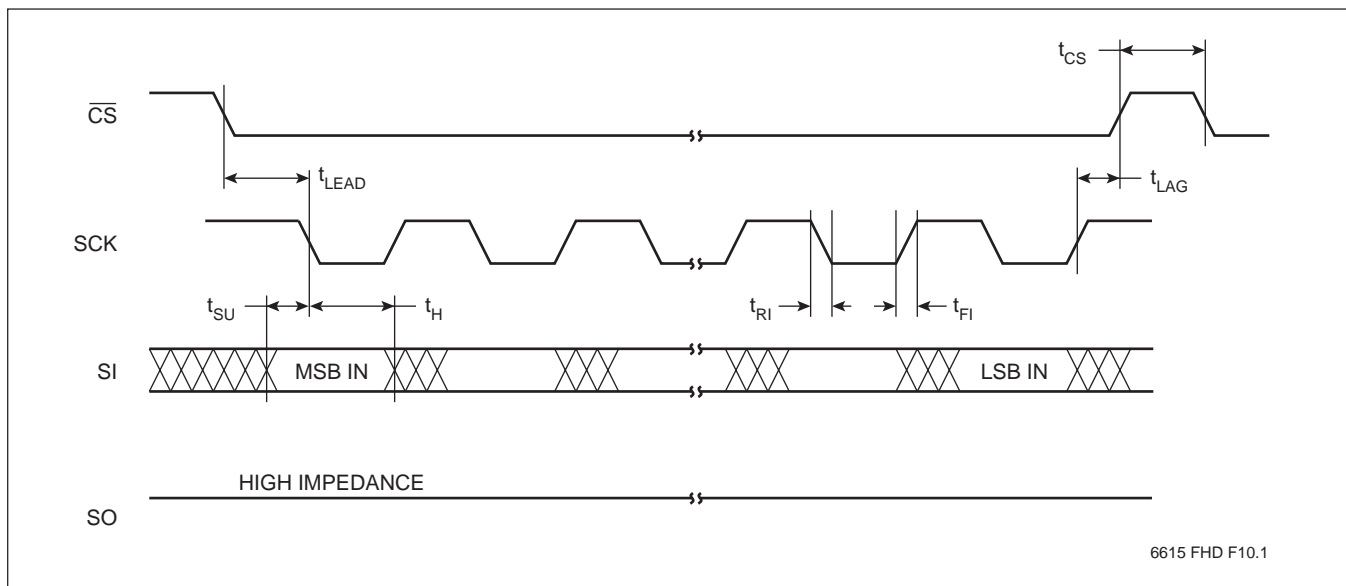 tCS
CS
tLEAD
tLAG
SCK
tSU
tH
tRI
tFI
SI
MSB IN
LSB IN
HIGH IMPEDANCE
SO
6615 FHD F10.1